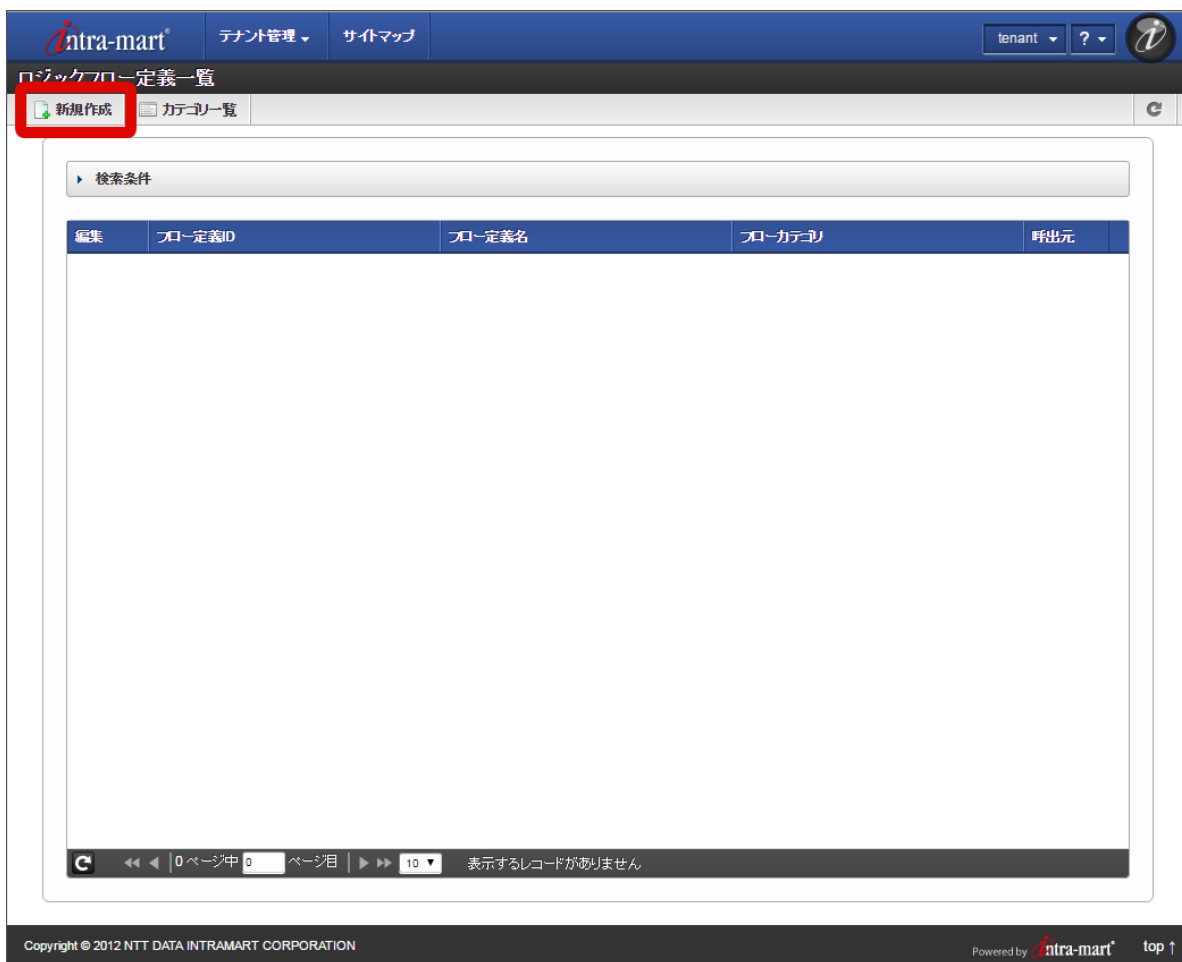 intra-mart® テナント管理 サイトマップ tenant ?
ロジックフロー定義一覧
新規作成 カテゴリ一覧
検索条件
編集 フロー定義ID フロー定義名 フローカテゴリ 呼出元
0 ページ中 0 ページ目 10 表示するレコードがありません
Copyright © 2012 NTT DATA INTRAMART CORPORATION Powered by intra-mart® top ↑